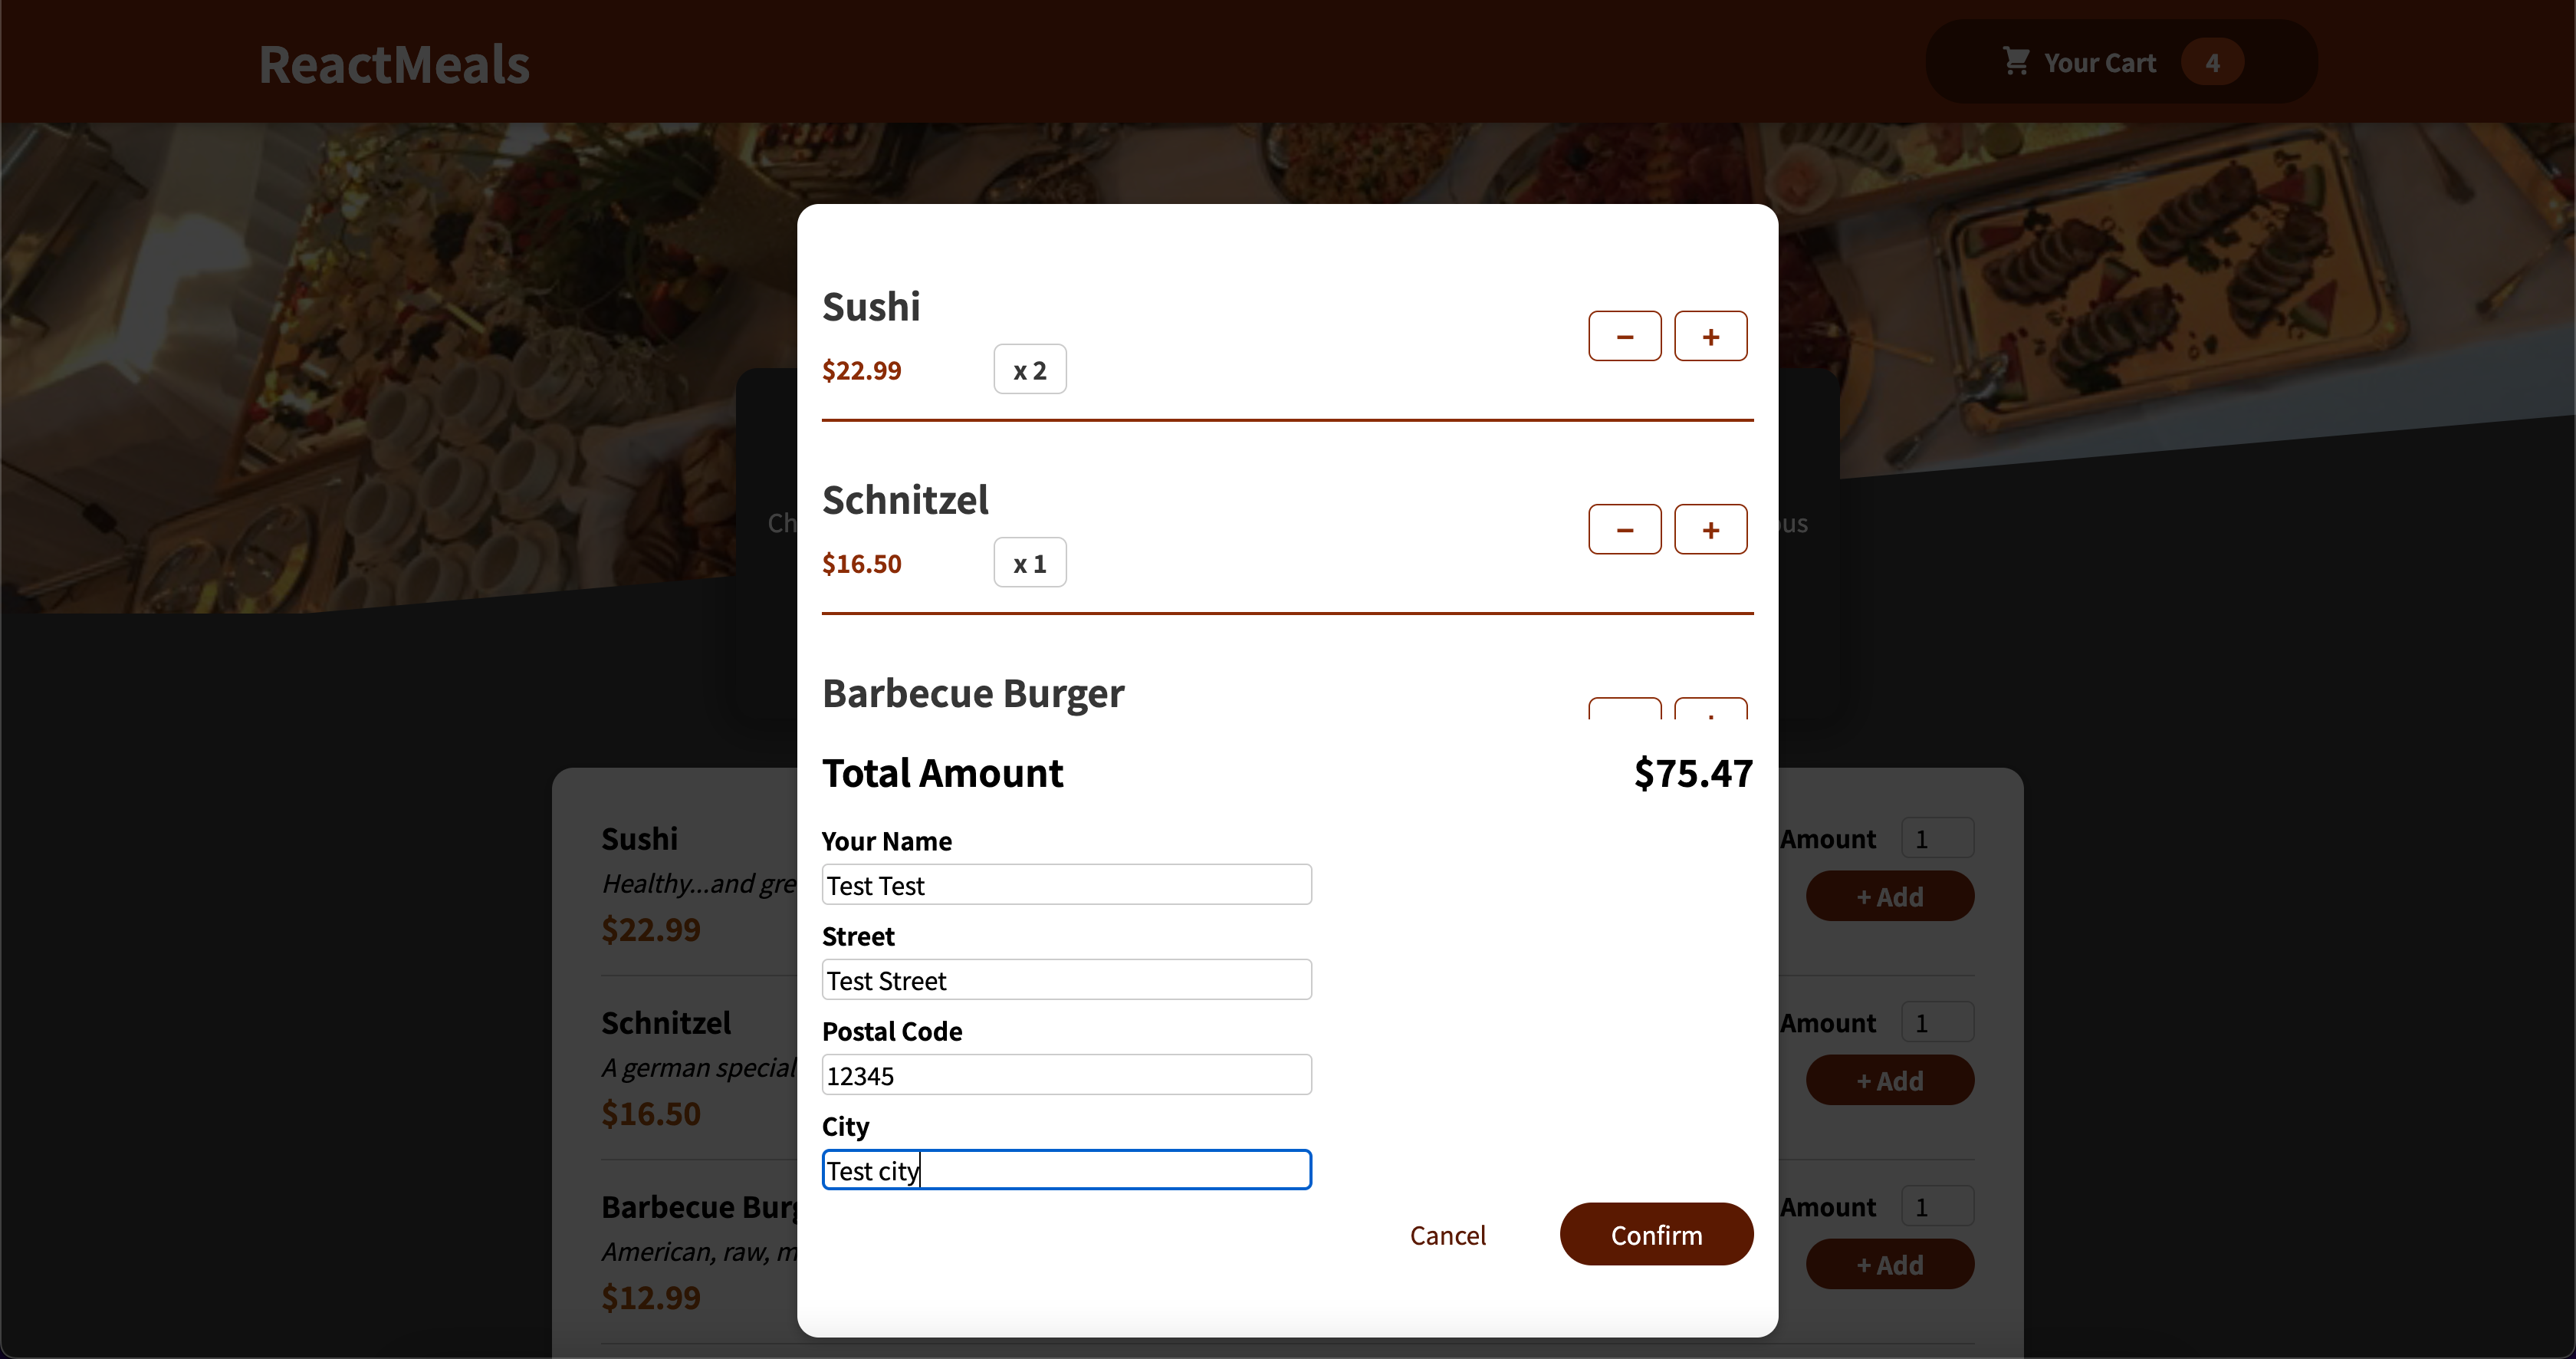 ReactMeals
Your Cart 4
Sushi
− +
$22.99 x 2
Schnitzel
− +
$16.50 x 1
Barbecue Burger
Total Amount $75.47
Your Name
Test Test
Street
Test Street
Postal Code
12345
City
Test city
Cancel Confirm
Sushi
Amount 1
Healthy...and gre
+ Add
$22.99
Schnitzel
Amount 1
A german special
+ Add
$16.50
Barbecue Burg
Amount 1
American, raw, m
+ Add
$12.99